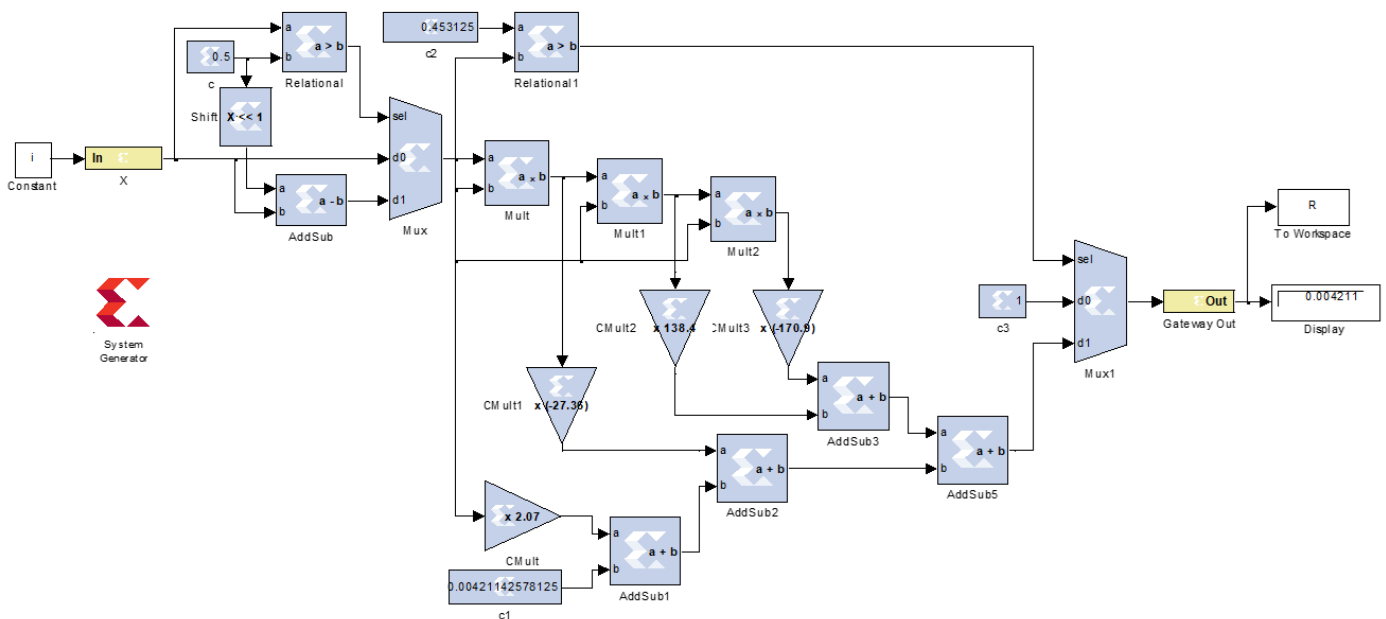 a
b
a > b
Relational
0.5
c
Shift
X << 1
i
Constant
In
X
a
b
a - b
AddSub
sel
d0
d1
Mux
0.453125
c2
a
b
a > b
Relational1
a
b
a × b
Mult
a
b
a × b
Mult1
a
b
a × b
Mult2
System
Generator
CMult2
x 138.4
CMult3
x (-170.9)
CMult1
x (-27.36)
a
b
a + b
AddSub3
a
b
a + b
AddSub2
a
b
a + b
AddSub5
x 2.07
CMult
0.00421142578125
c1
a
b
a + b
AddSub1
1
c3
sel
d0
d1
Mux1
Out
Gateway Out
R
To Workspace
0.004211
Display